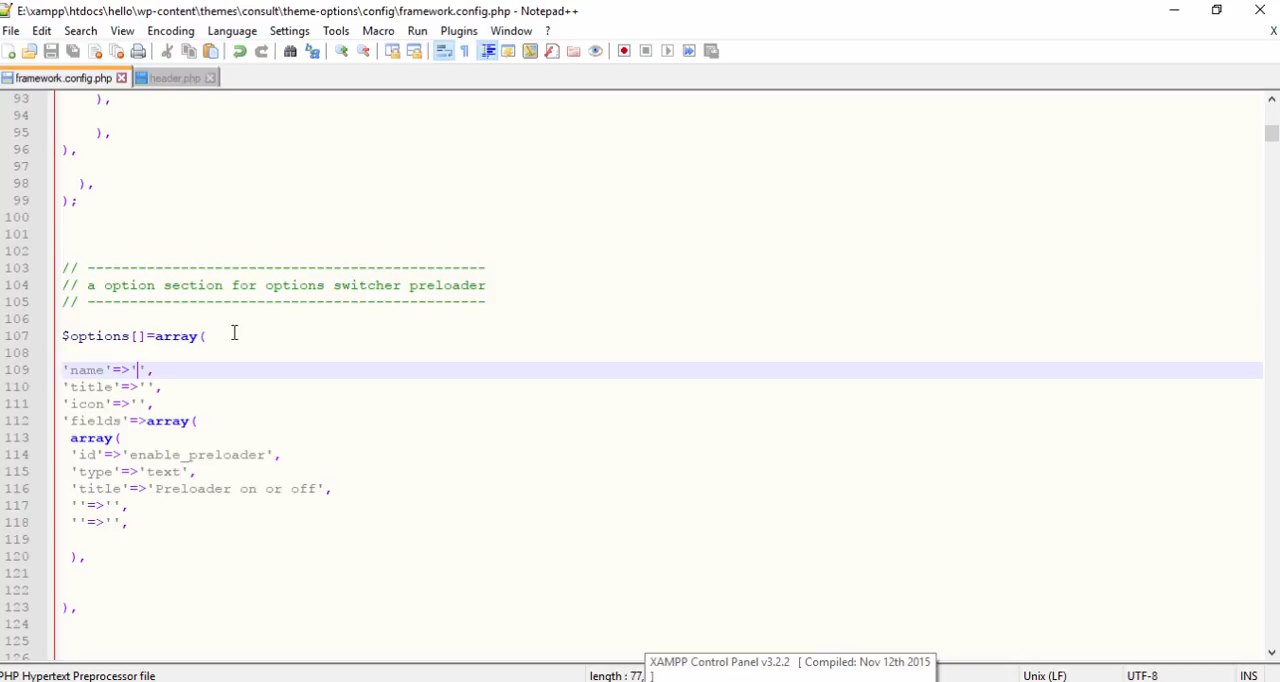 E:\xampp\htdocs\hello\wp-content\themes\consult\theme-options\config\framework.config.php - Notepad++
File Edit Search View Encoding Language Settings Tools Macro Run Plugins Window ? X
framework.config.php header.php
93 ),
94
95 ),
96 ),
97
98 ),
99 );
100
101
102
103 // -----------------------------------------------
104 // a option section for options switcher preloader
105 // -----------------------------------------------
106
107 $options[]=array(
108
109 'name'=>'',
110 'title'=>'',
111 'icon'=>'',
112 'fields'=>array(
113 array(
114 'id'=>'enable_preloader',
115 'type'=>'text',
116 'title'=>'Preloader on or off',
117 ''=>'',
118 ''=>'',
119
120 ),
121
122
123 ),
124
125
126
XAMPP Control Panel v3.2.2 [ Compiled: Nov 12th 2015
]
PHP Hypertext Preprocessor file length : 77, Unix (LF) UTF-8 INS